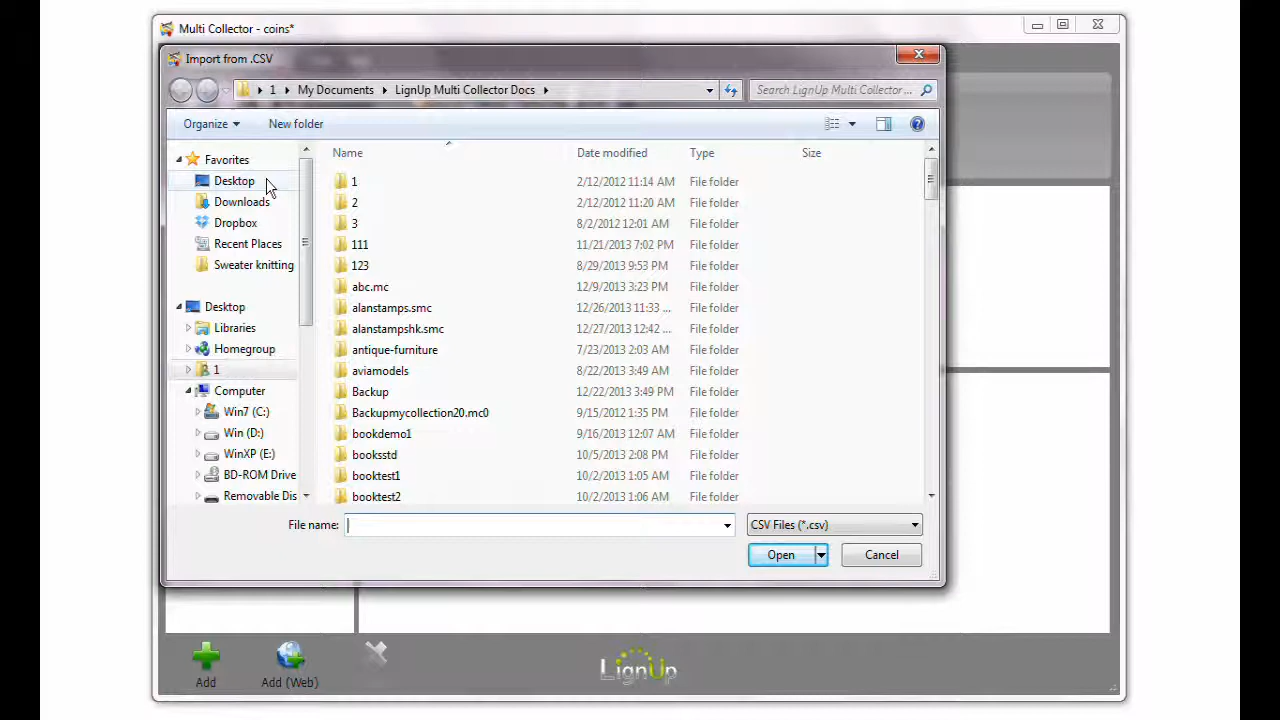 Multi Collector - coins*
Import from .CSV
1 My Documents LignUp Multi Collector Docs Search LignUp Multi Collector ...
Organize New folder
Name Date modified Type Size
Favorites
Desktop
Downloads
Dropbox
Recent Places
Sweater knitting
Desktop
Libraries
Homegroup
1
Computer
Win7 (C:)
Win (D:)
WinXP (E:)
BD-ROM Drive
Removable Dis
1 2/12/2012 11:14 AM File folder
2 2/12/2012 11:20 AM File folder
3 8/2/2012 12:01 AM File folder
111 11/21/2013 7:02 PM File folder
123 8/29/2013 9:53 PM File folder
abc.mc 12/9/2013 3:23 PM File folder
alanstamps.smc 12/26/2013 11:33 ... File folder
alanstampshk.smc 12/27/2013 12:42 ... File folder
antique-furniture 7/23/2013 2:03 AM File folder
aviamodels 8/22/2013 3:49 AM File folder
Backup 12/22/2013 3:49 PM File folder
Backupmycollection20.mc0 9/15/2012 1:35 PM File folder
bookdemo1 9/16/2013 12:07 AM File folder
booksstd 10/5/2013 2:08 PM File folder
booktest1 10/2/2013 1:05 AM File folder
booktest2 10/2/2013 1:06 AM File folder
File name: CSV Files (*.csv)
Open Cancel
Add Add (Web) LignUp